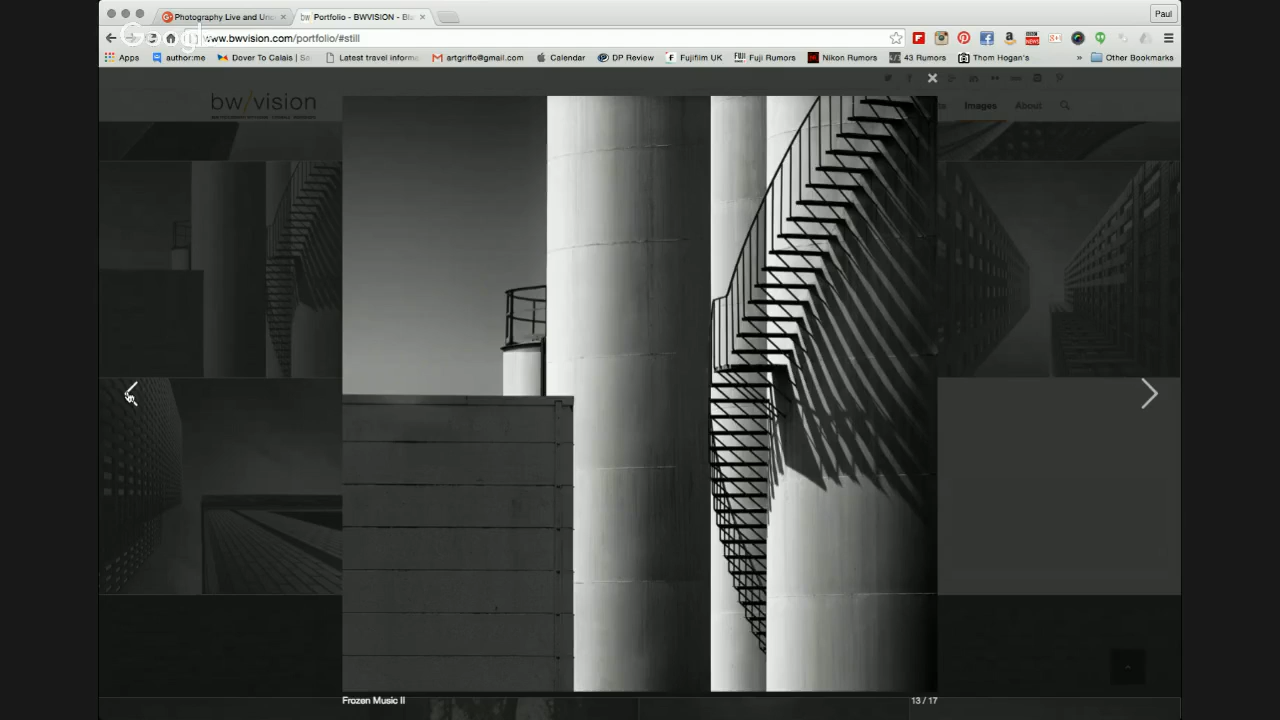 Photography Live and Unc
bw Portfolio - BWVISION - Bla
Paul
www.bwvision.com/portfolio/#still
Apps
author:me
Dover To Calais | Sa
Latest travel informa
artgriffo@gmail.com
Calendar
DP Review
Fujifilm UK
Fuji Rumors
Nikon Rumors
43 Rumors
Thom Hogan's
»
Other Bookmarks
bw/vision
Images
About
Frozen Music II
13 / 17